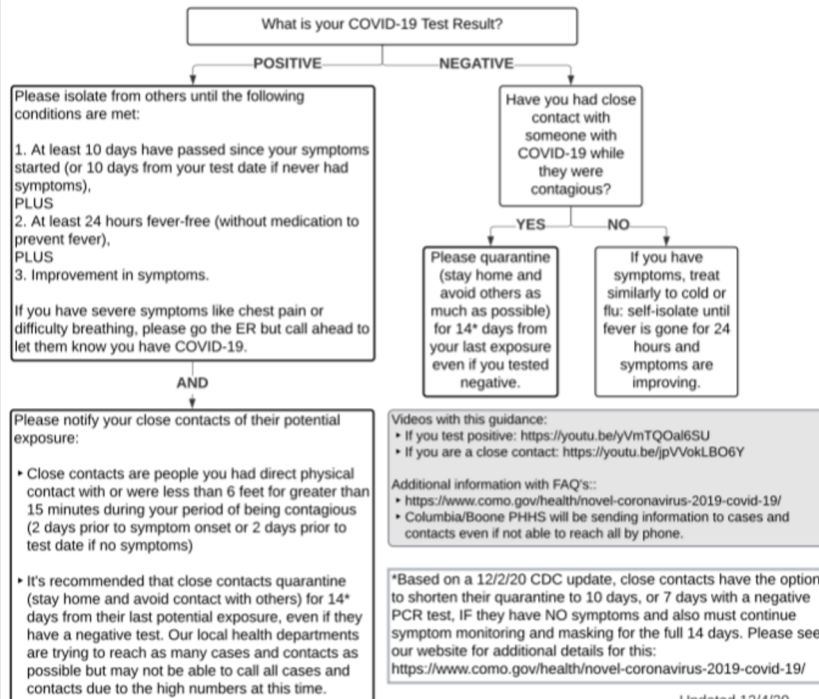 What is your COVID-19 Test Result?
POSITIVE
NEGATIVE
Please isolate from others until the following
conditions are met:
1. At least 10 days have passed since your symptoms
started (or 10 days from your test date if never had
symptoms),
PLUS
2. At least 24 hours fever-free (without medication to
prevent fever),
PLUS
3. Improvement in symptoms.
If you have severe symptoms like chest pain or
difficulty breathing, please go the ER but call ahead to
let them know you have COVID-19.
Have you had close
contact with
someone with
COVID-19 while
they were
contagious?
YES
NO
Please quarantine
(stay home and
avoid others as
much as possible)
for 14* days from
your last exposure
even if you tested
negative.
If you have
symptoms, treat
similarly to cold or
flu: self-isolate until
fever is gone for 24
hours and
symptoms are
improving.
AND
Please notify your close contacts of their potential
exposure:
‣ Close contacts are people you had direct physical
contact with or were less than 6 feet for greater than
15 minutes during your period of being contagious
(2 days prior to symptom onset or 2 days prior to
test date if no symptoms)
‣ It's recommended that close contacts quarantine
(stay home and avoid contact with others) for 14*
days from their last potential exposure, even if they
have a negative test. Our local health departments
are trying to reach as many cases and contacts as
possible but may not be able to call all cases and
contacts due to the high numbers at this time.
Videos with this guidance:
‣ If you test positive: https://youtu.be/yVmTQOal6SU
‣ If you are a close contact: https://youtu.be/jpVVokLBO6Y
Additional information with FAQ's::
‣ https://www.como.gov/health/novel-coronavirus-2019-covid-19/
‣ Columbia/Boone PHHS will be sending information to cases and
contacts even if not able to reach all by phone.
*Based on a 12/2/20 CDC update, close contacts have the option
to shorten their quarantine to 10 days, or 7 days with a negative
PCR test, IF they have NO symptoms and also must continue
symptom monitoring and masking for the full 14 days. Please see
our website for additional details for this:
https://www.como.gov/health/novel-coronavirus-2019-covid-19/